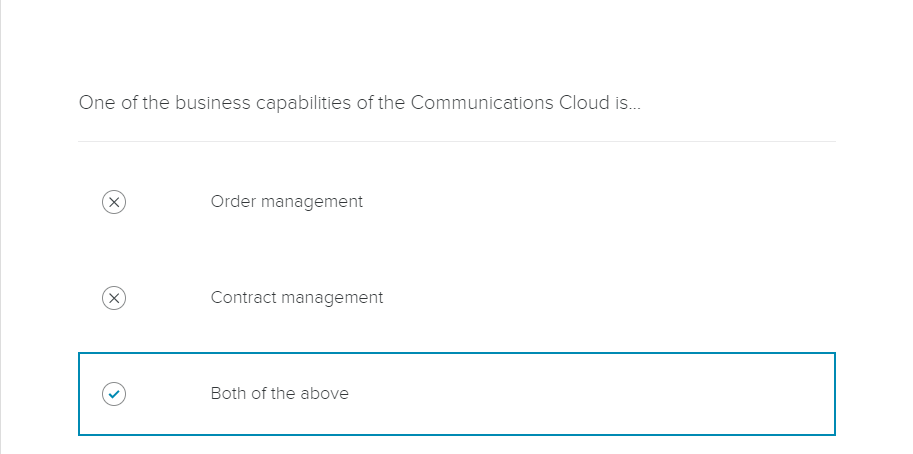 One of the business capabilities of the Communications Cloud is...
Order management
Contract management
Both of the above